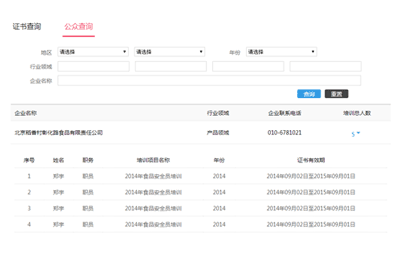 证书查询 公众查询
地区 请选择 请选择 年份 请选择
行业领域
企业名称
查询 重置
企业名称 行业领域 企业联系电话 培训总人数
北京稻香村彰化路食品有限责任公司 产品领域 010-6781021 5
序号 姓名 职务 培训项目名称 年份 证书有效期
1 郑宇 职员 2014年食品安全员培训 2014 2014年09月02日至2015年09月01日
2 郑宇 职员 2014年食品安全员培训 2014 2014年09月02日至2015年09月01日
3 郑宇 职员 2014年食品安全员培训 2014 2014年09月02日至2015年09月01日
4 郑宇 职员 2014年食品安全员培训 2014 2014年09月02日至2015年09月01日